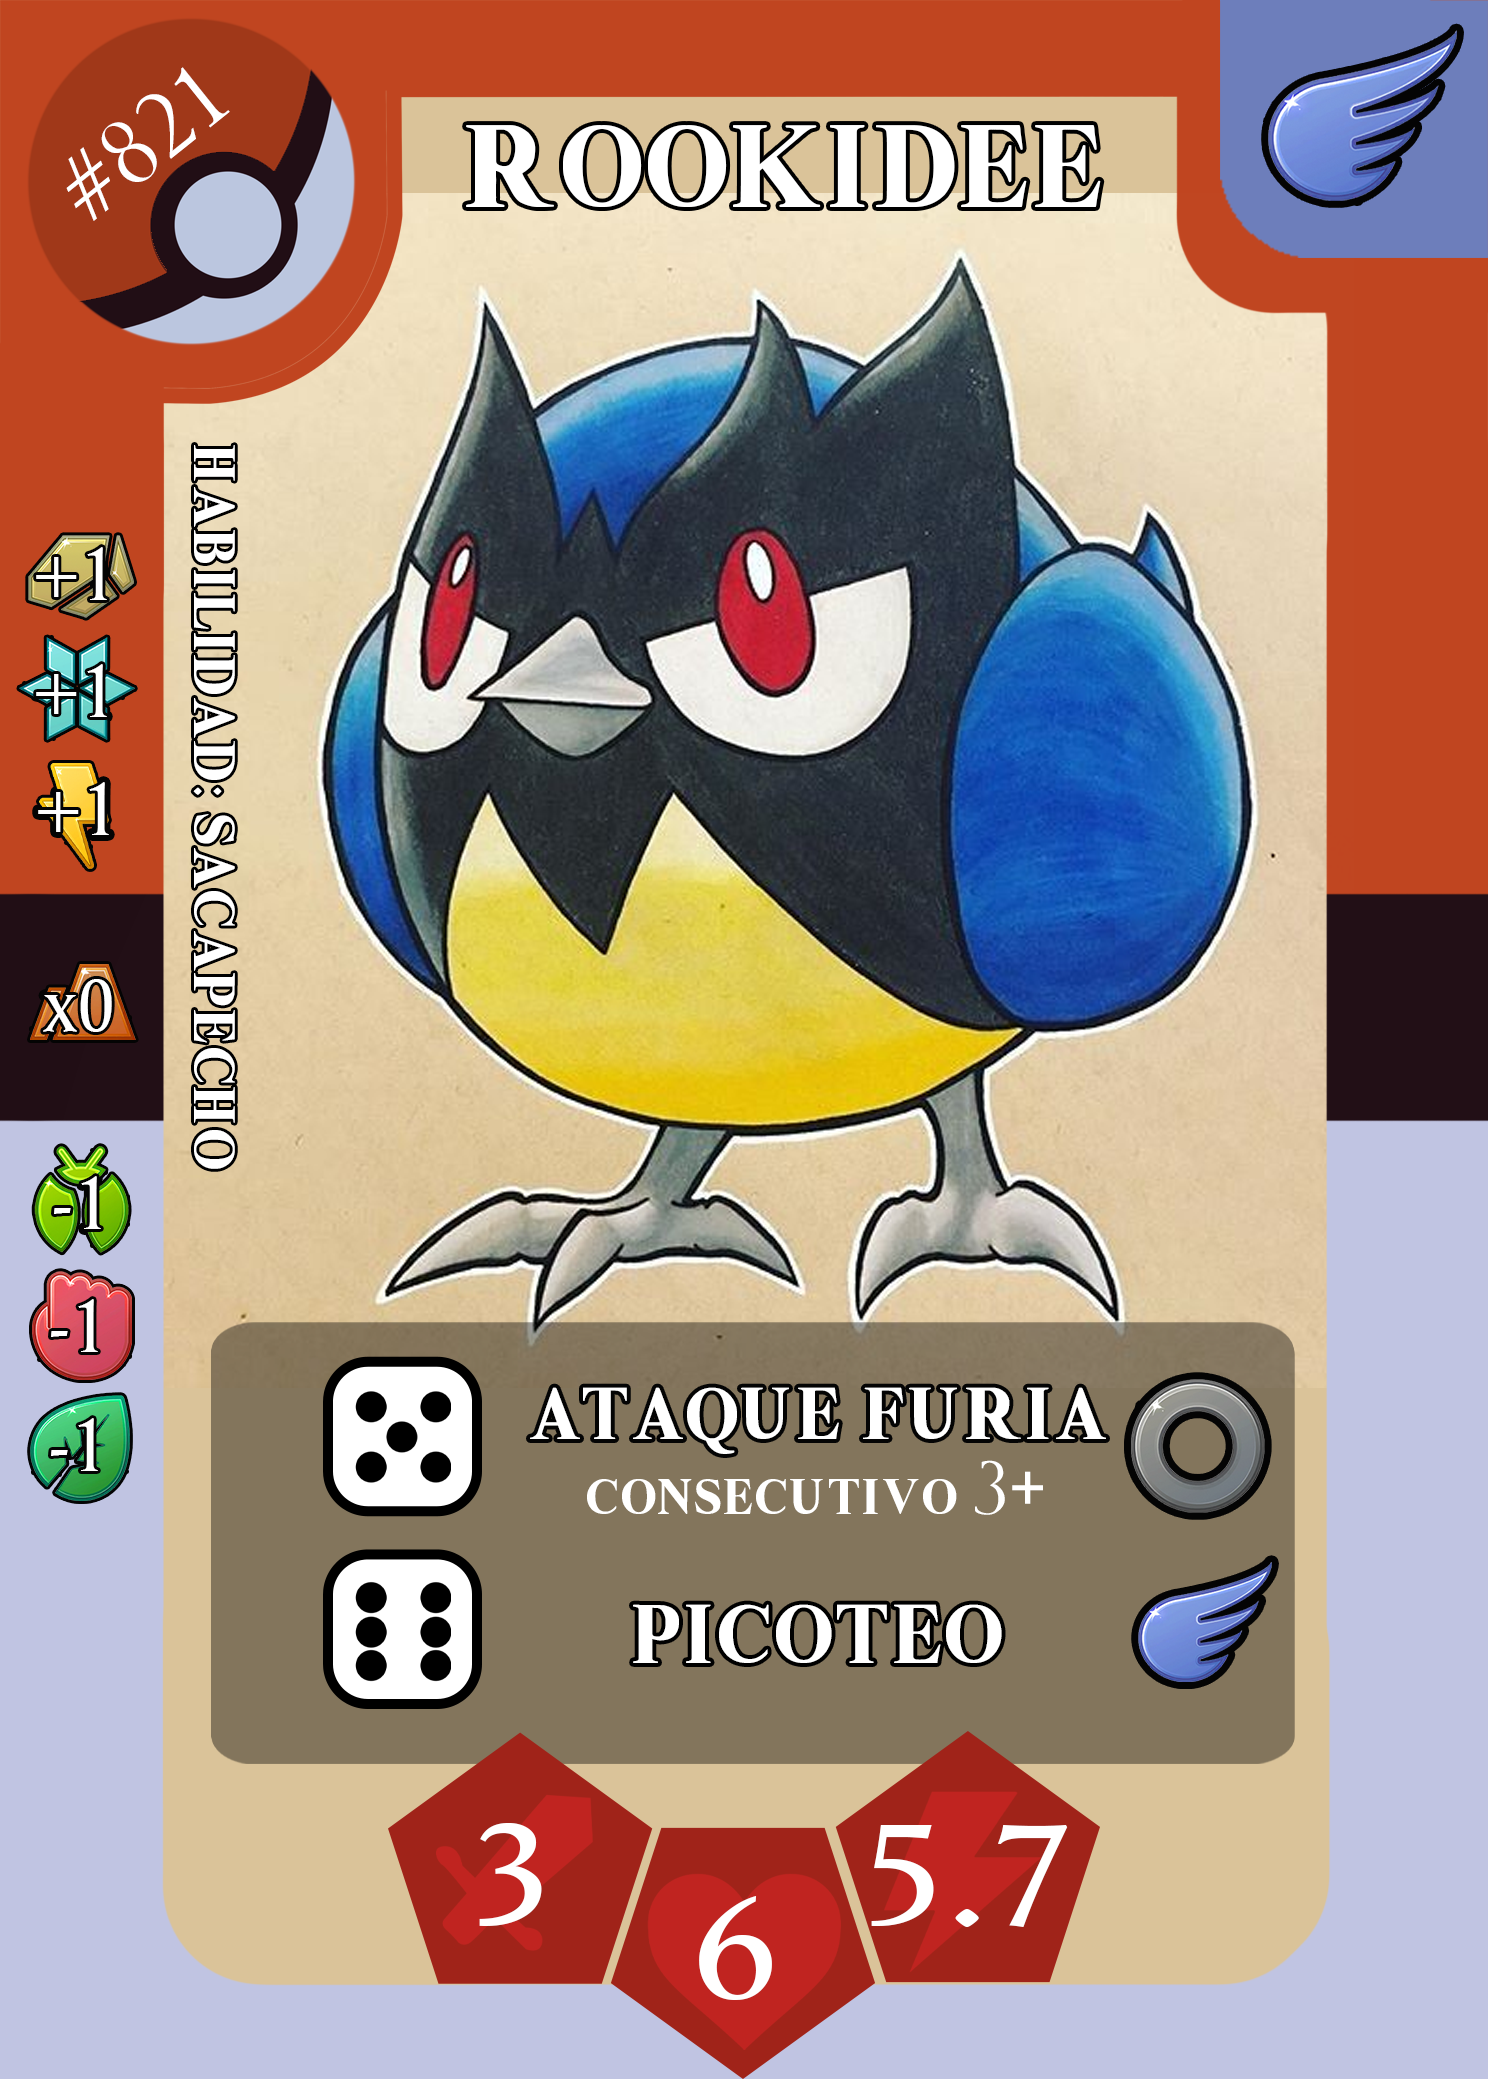 #821
ROOKIDEE
HABILIDAD: SACAPECHO
+1
+1
+1
x0
-1
-1
-1
ATAQUE FURIA
CONSECUTIVO 3+
PICOTEO
3
6
5.7